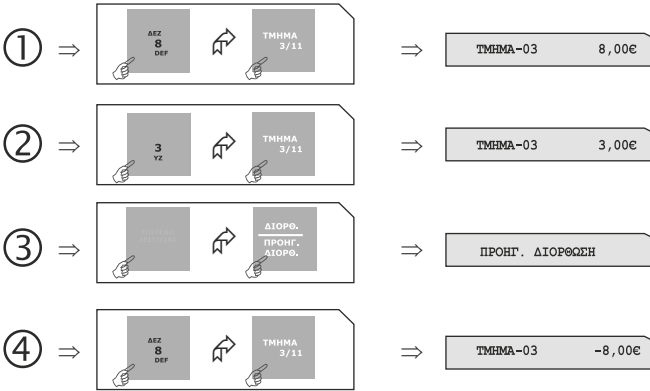 1
ΔΕΖ
8
DEF
ΤΜΗΜΑ
3/11
ΤΜΗΜΑ-03 8,00€
2
3
YZ
ΤΜΗΜΑ
3/11
ΤΜΗΜΑ-03 3,00€
3
ΔΙΟΡΘ.
ΠΡΟΗΓ.
ΔΙΟΡΘ.
ΠΡΟΗΓ. ΔΙΟΡΘΩΣΗ
4
ΔΕΖ
8
DEF
ΤΜΗΜΑ
3/11
ΤΜΗΜΑ-03 -8,00€